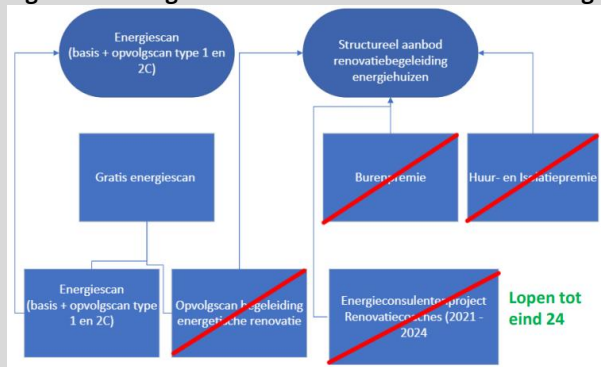 Energiescan
(basis + opvolgscan type 1 en
2C)
Structureel aanbod
renovatiebegeleiding
energiehuizen
Gratis energiescan
Burenpremie
Huur- en Isolatiepremie
Energiescan
(basis + opvolgscan type
1 en 2C)
Opvolgscan begeleiding
energetische renovatie
Energieconsulentenproject
Renovatiecoaches (2021 -
2024
Lopen tot
eind 24